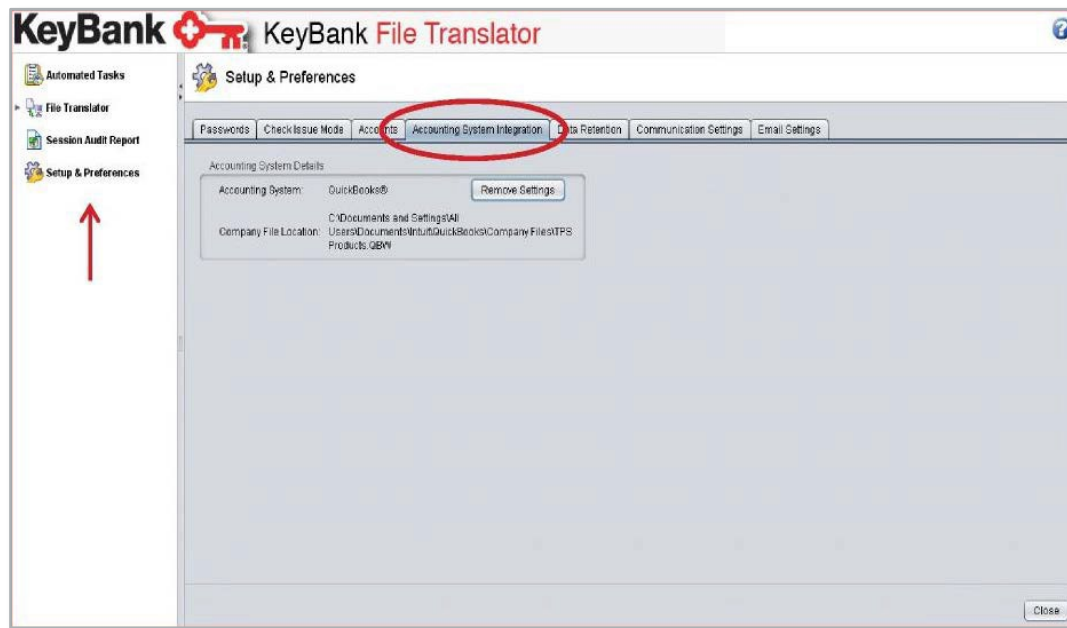 KeyBank KeyBank File Translator
Automated Tasks
File Translator
Session Audit Report
Setup & Preferences
Setup & Preferences
Passwords Check Issue Mode Accounts Accounting System Integration Data Retention Communication Settings Email Settings
Accounting System Details
Accounting System: QuickBooks® Remove Settings
Company File Location: C:\Documents and Settings\All
Users\Documents\Intuit\QuickBooks\Company Files\TPS
Products.QBW
Close